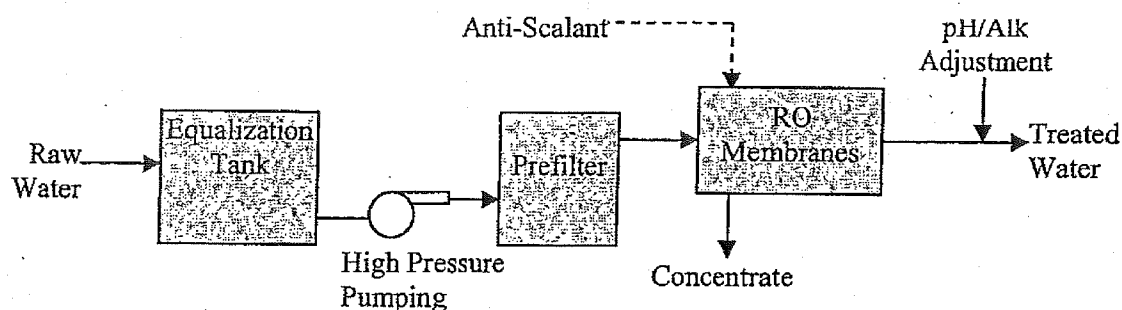 Anti-Scalant
pH/Alk
Adjustment
Raw
Water
Equalization
Tank
Prefilter
RO
Membranes
Treated
Water
High Pressure
Pumping
Concentrate